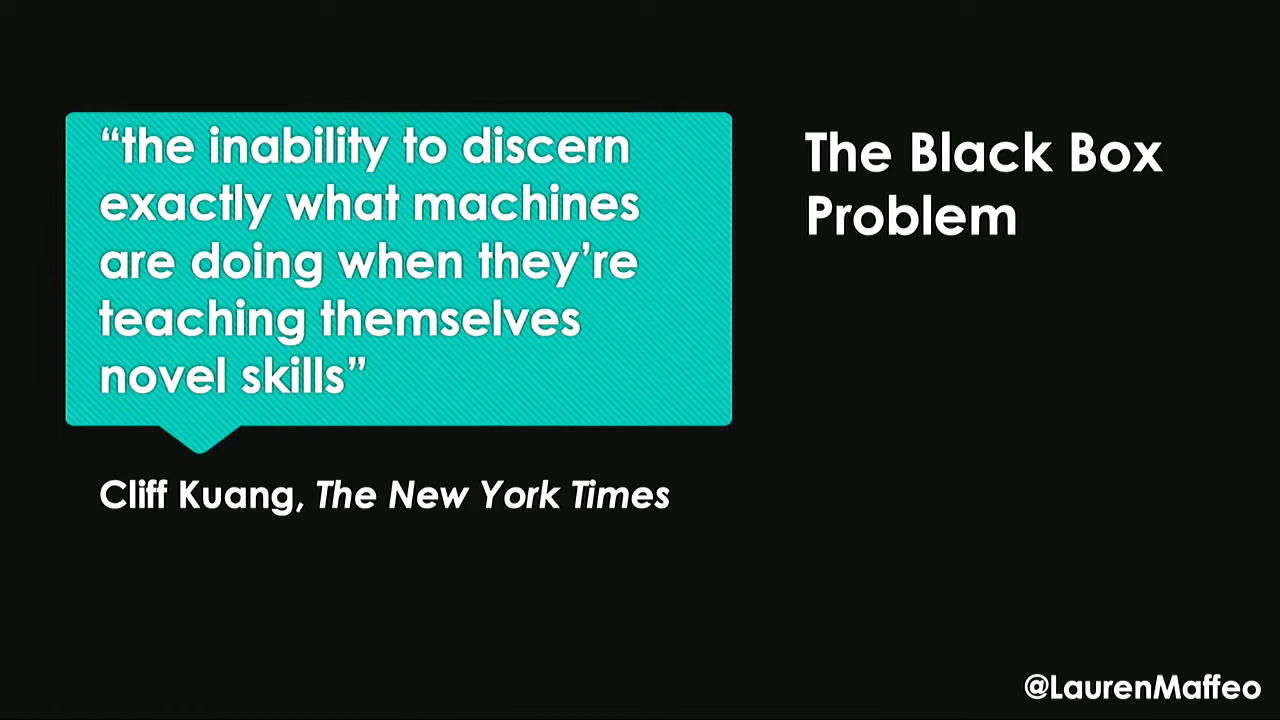 “the inability to discern
exactly what machines
are doing when they’re
teaching themselves
novel skills”
Cliff Kuang, The New York Times
The Black Box
Problem
@LaurenMaffeo